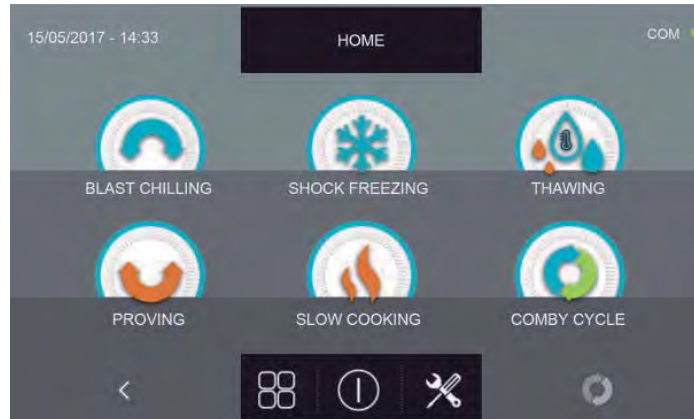 15/05/2017 - 14:33
HOME
COM
BLAST CHILLING
SHOCK FREEZING
THAWING
PROVING
SLOW COOKING
COMBY CYCLE